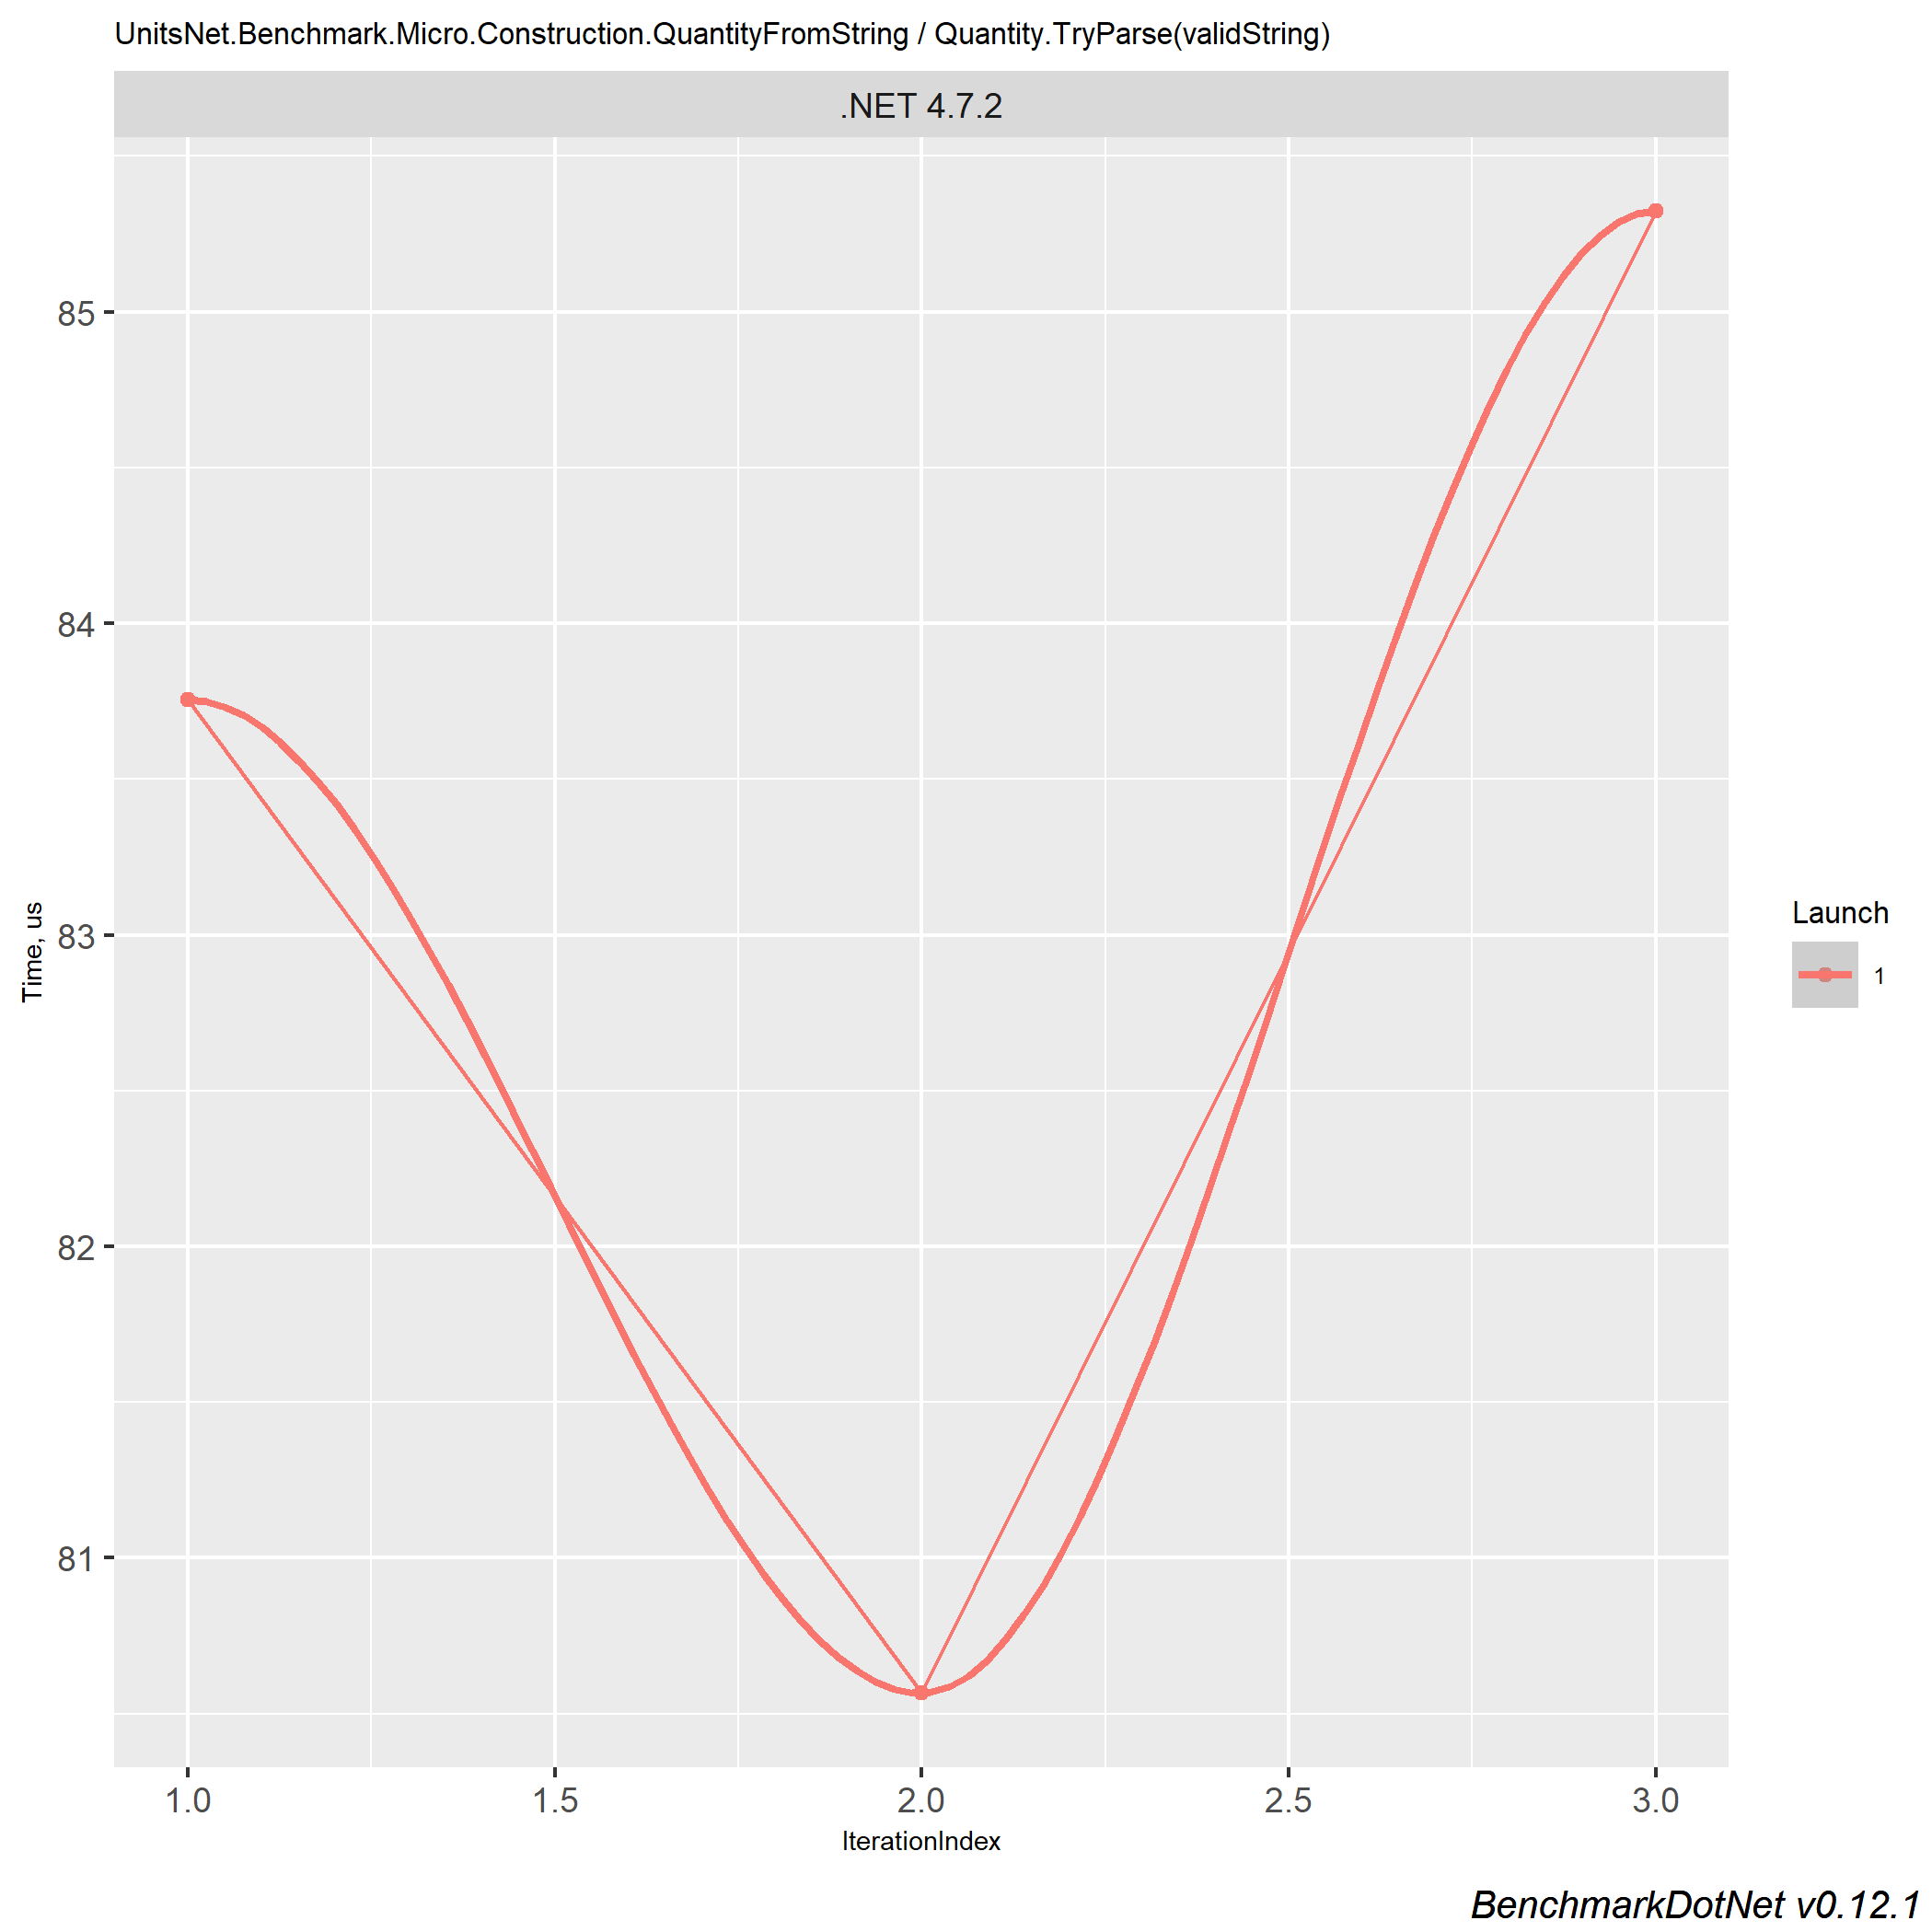 UnitsNet.Benchmark.Micro.Construction.QuantityFromString / Quantity.TryParse(validString)
.NET 4.7.2
85
84
83
82
81
Time, us
1.0 1.5 2.0 2.5 3.0
IterationIndex
Launch
1
BenchmarkDotNet v0.12.1